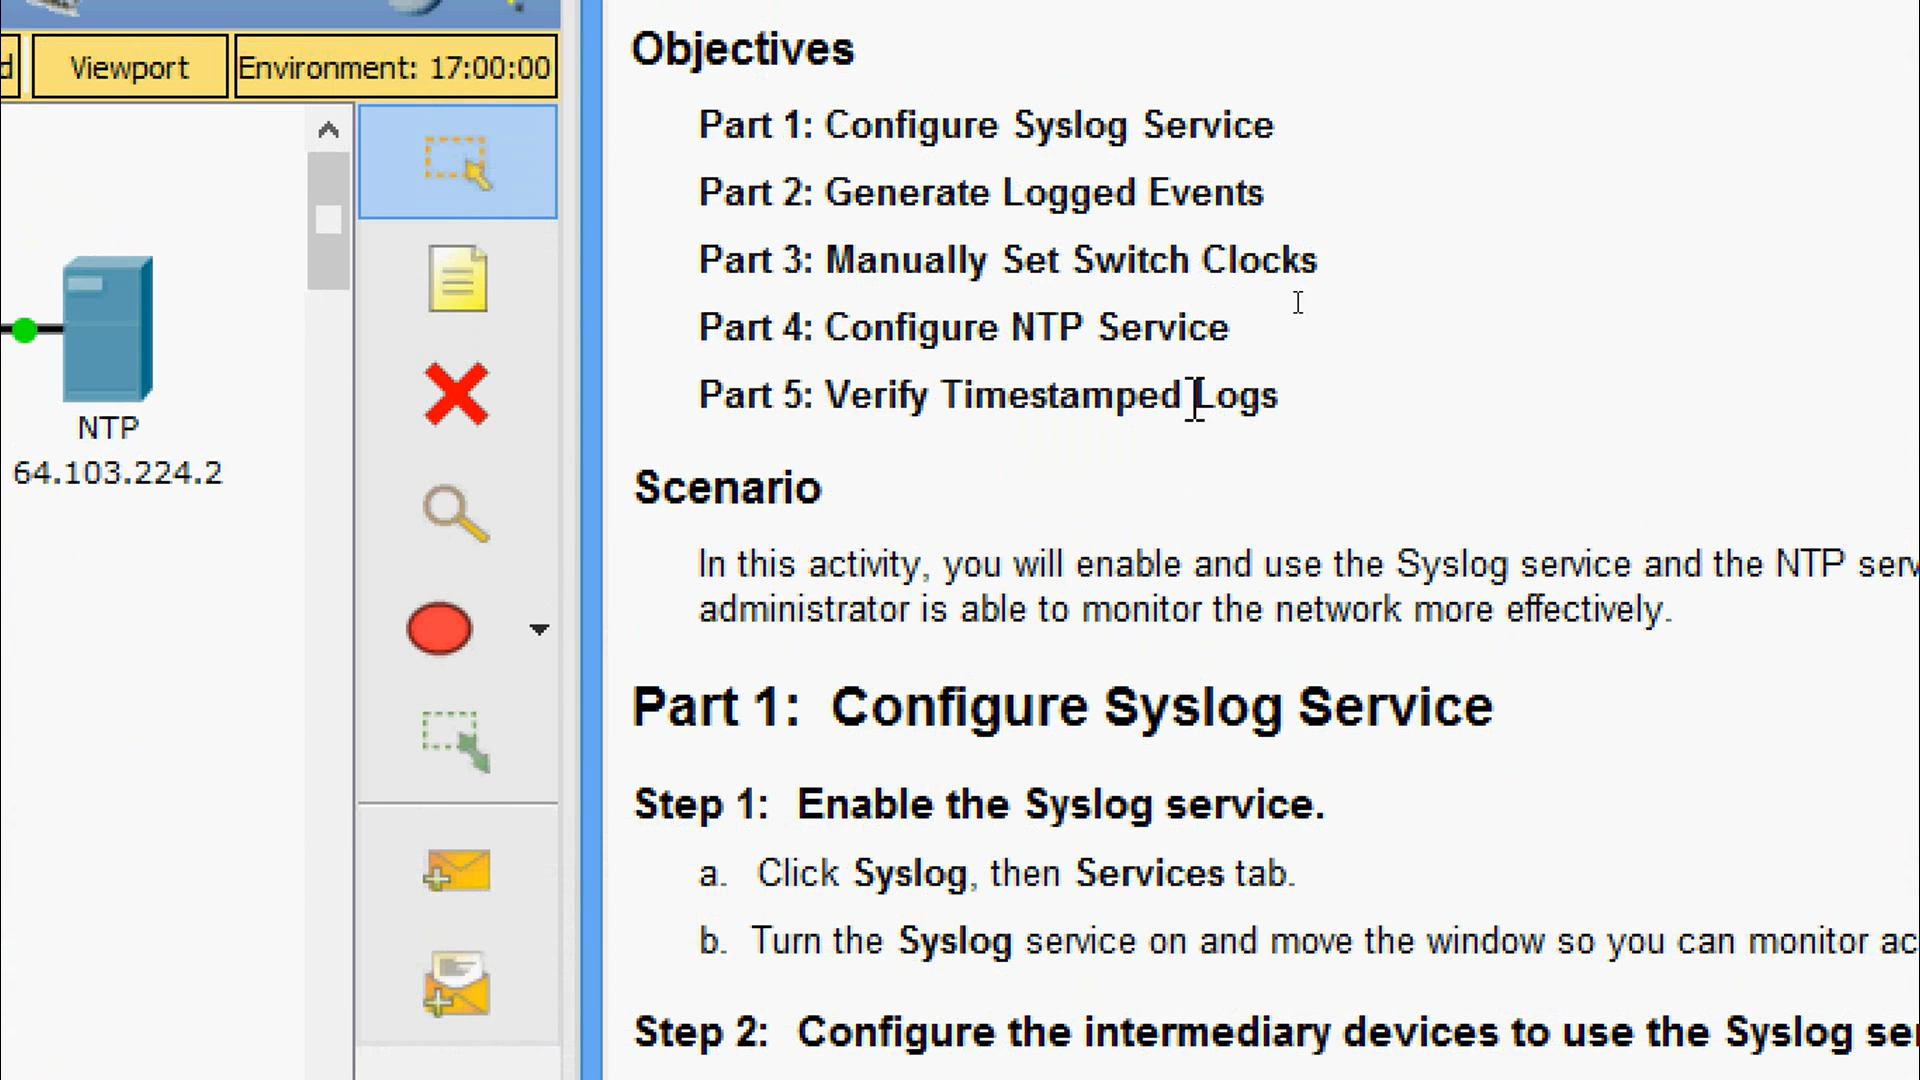 d
Viewport
Environment: 17:00:00
NTP
64.103.224.2
Objectives
Part 1: Configure Syslog Service
Part 2: Generate Logged Events
Part 3: Manually Set Switch Clocks
Part 4: Configure NTP Service
Part 5: Verify Timestamped Logs
Scenario
In this activity, you will enable and use the Syslog service and the NTP serv
administrator is able to monitor the network more effectively.
Part 1: Configure Syslog Service
Step 1: Enable the Syslog service.
a. Click Syslog, then Services tab.
b. Turn the Syslog service on and move the window so you can monitor ac
Step 2: Configure the intermediary devices to use the Syslog se